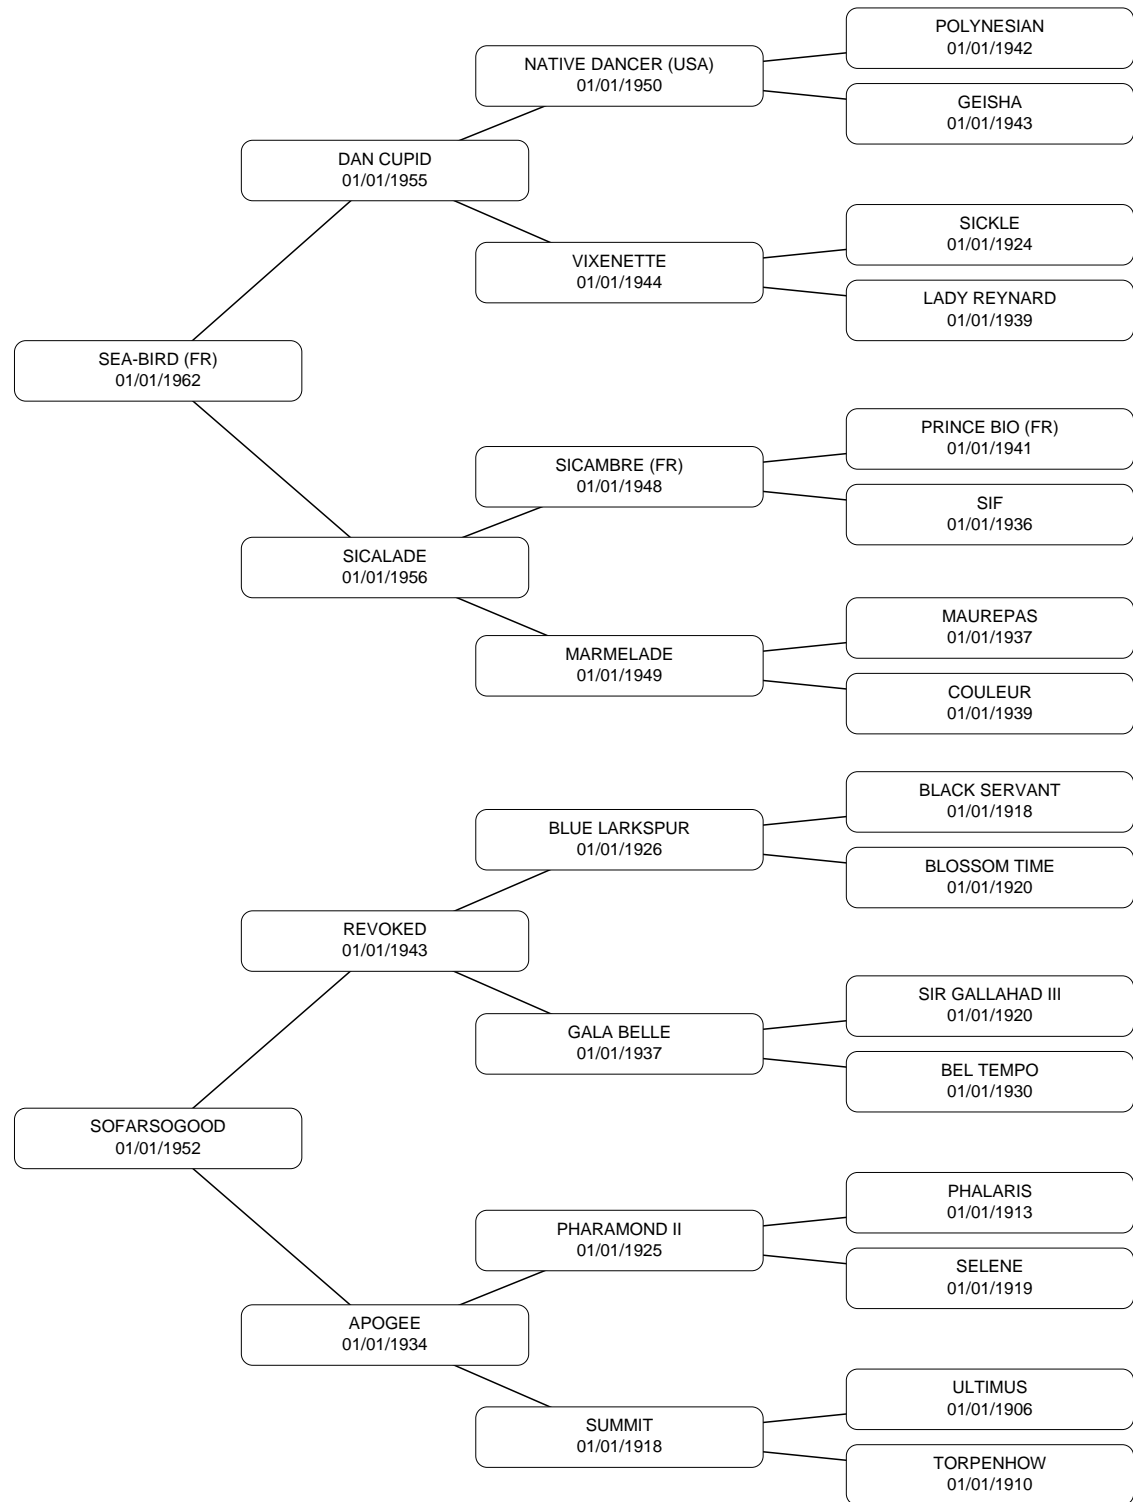 POLYNESIAN
01/01/1942
NATIVE DANCER (USA)
01/01/1950
GEISHA
01/01/1943
DAN CUPID
01/01/1955
SICKLE
01/01/1924
VIXENETTE
01/01/1944
LADY REYNARD
01/01/1939
SEA-BIRD (FR)
01/01/1962
PRINCE BIO (FR)
01/01/1941
SICAMBRE (FR)
01/01/1948
SIF
01/01/1936
SICALADE
01/01/1956
MAUREPAS
01/01/1937
MARMELADE
01/01/1949
COULEUR
01/01/1939
BLACK SERVANT
01/01/1918
BLUE LARKSPUR
01/01/1926
BLOSSOM TIME
01/01/1920
REVOKED
01/01/1943
SIR GALLAHAD III
01/01/1920
GALA BELLE
01/01/1937
BEL TEMPO
01/01/1930
SOFARSOGOOD
01/01/1952
PHALARIS
01/01/1913
PHARAMOND II
01/01/1925
SELENE
01/01/1919
APOGEE
01/01/1934
ULTIMUS
01/01/1906
SUMMIT
01/01/1918
TORPENHOW
01/01/1910